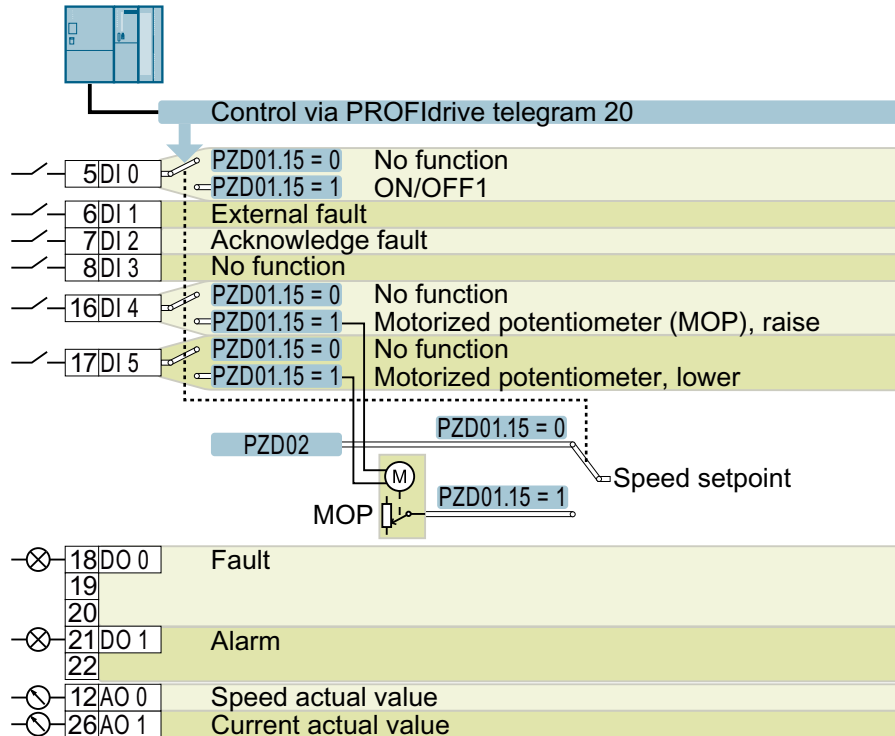 Control via PROFIdrive telegram 20
5 DI 0 PZD01.15 = 0 No function
PZD01.15 = 1 ON/OFF1
6 DI 1 External fault
7 DI 2 Acknowledge fault
8 DI 3 No function
16 DI 4 PZD01.15 = 0 No function
PZD01.15 = 1 Motorized potentiometer (MOP), raise
17 DI 5 PZD01.15 = 0 No function
PZD01.15 = 1 Motorized potentiometer, lower
PZD02 PZD01.15 = 0
M Speed setpoint
PZD01.15 = 1
MOP
18 DO 0 Fault
19
20
21 DO 1 Alarm
22
12 AO 0 Speed actual value
26 AO 1 Current actual value